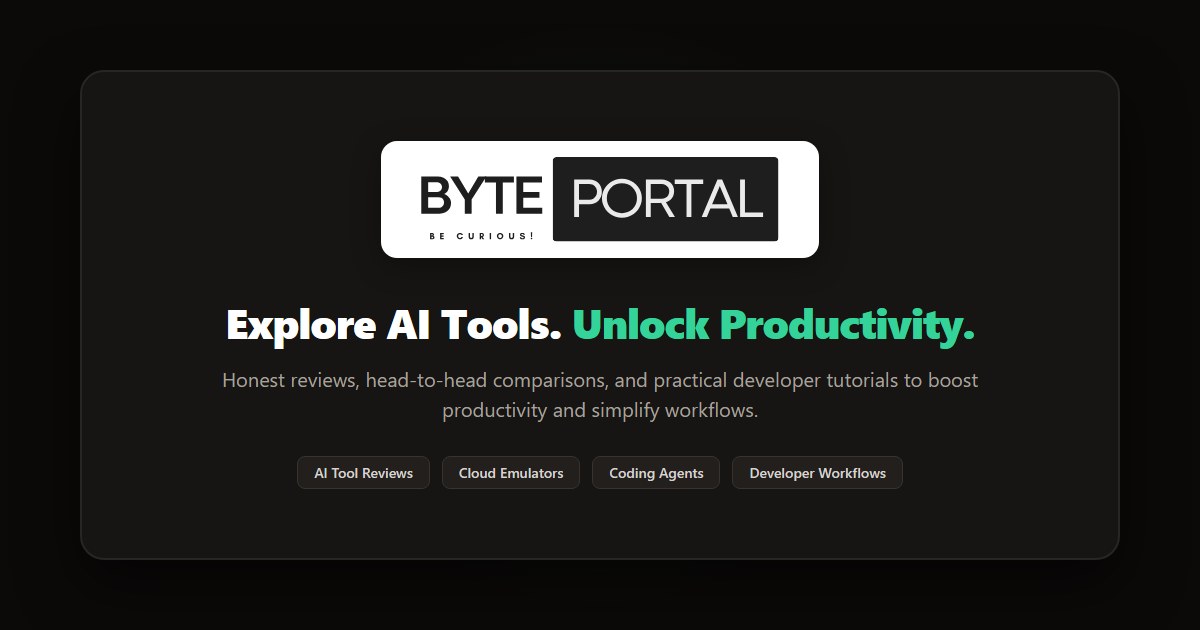 BYTE PORTAL
BE CURIOUS!
Explore AI Tools. Unlock Productivity.
Honest reviews, head-to-head comparisons, and practical developer tutorials to boost
productivity and simplify workflows.
AI Tool Reviews Cloud Emulators Coding Agents Developer Workflows